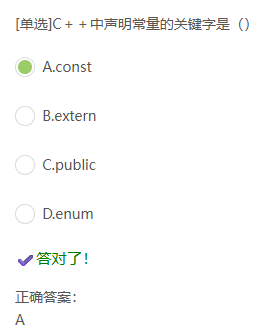 [单选]C++中声明常量的关键字是（）
A.const
B.extern
C.public
D.enum
答对了！
正确答案：
A